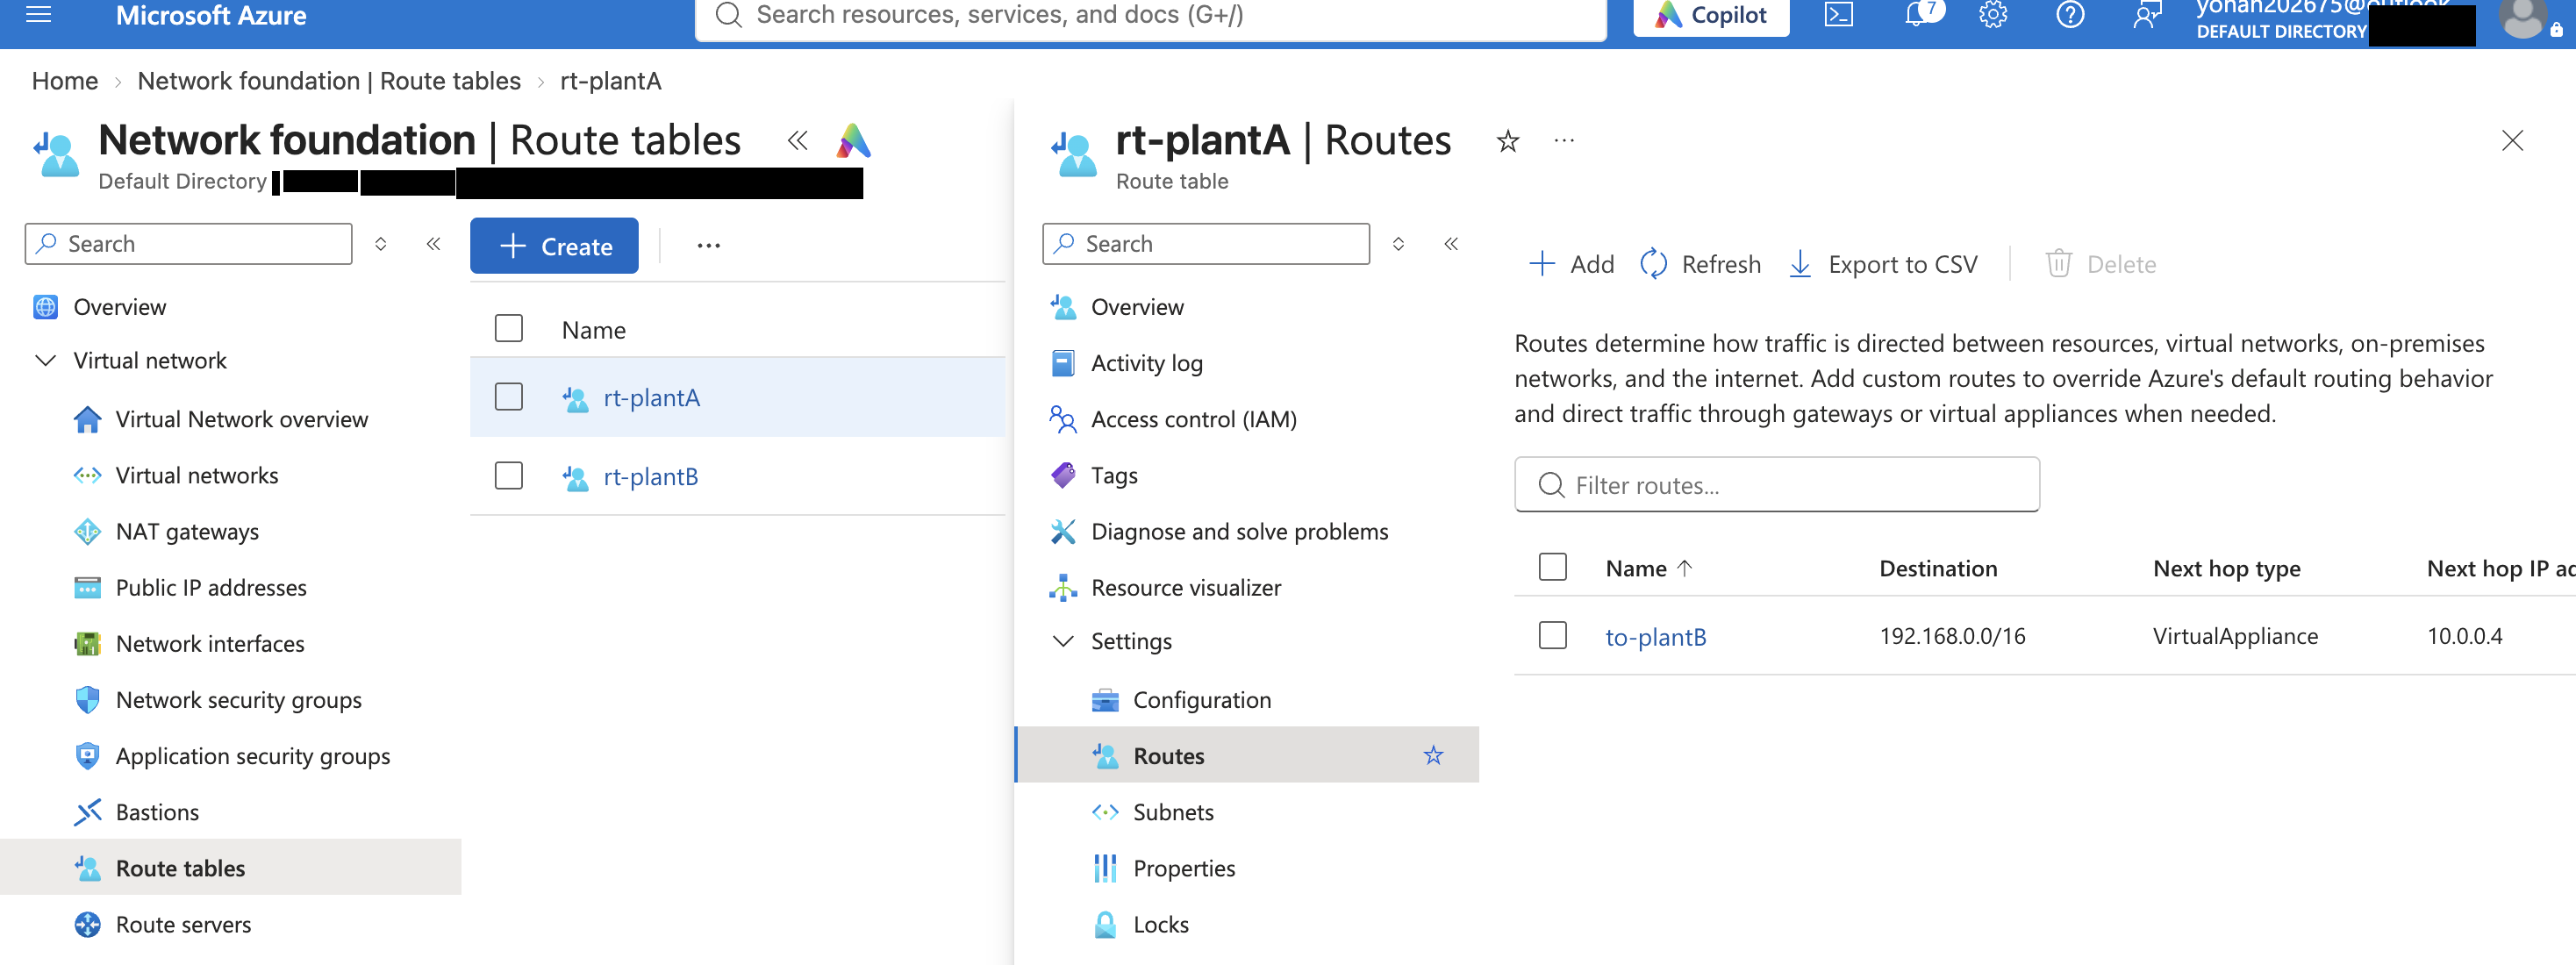 Microsoft Azure
Search resources, services, and docs (G+/)
Copilot
7
DEFAULT DIRECTORY
Home > Network foundation | Route tables > rt-plantA
Network foundation | Route tables
Default Directory
Search
Overview
Virtual network
Virtual Network overview
Virtual networks
NAT gateways
Public IP addresses
Network interfaces
Network security groups
Application security groups
Bastions
Route tables
Route servers
Create
Name
rt-plantA
rt-plantB
rt-plantA | Routes
Route table
Search
Overview
Activity log
Access control (IAM)
Tags
Diagnose and solve problems
Resource visualizer
Settings
Configuration
Routes
Subnets
Properties
Locks
Add Refresh Export to CSV Delete
Routes determine how traffic is directed between resources, virtual networks, on-premises
networks, and the internet. Add custom routes to override Azure's default routing behavior
and direct traffic through gateways or virtual appliances when needed.
Filter routes...
Name ↑ Destination Next hop type Next hop IP ad
to-plantB 192.168.0.0/16 VirtualAppliance 10.0.0.4